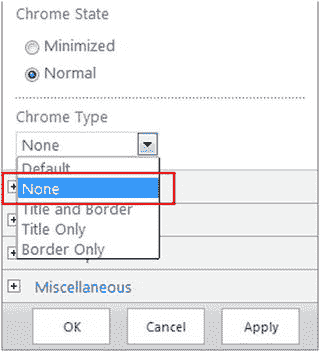 Chrome State
Minimized
Normal
Chrome Type
None
Default
None
Title and Border
Title Only
Border Only
Miscellaneous
OK
Cancel
Apply